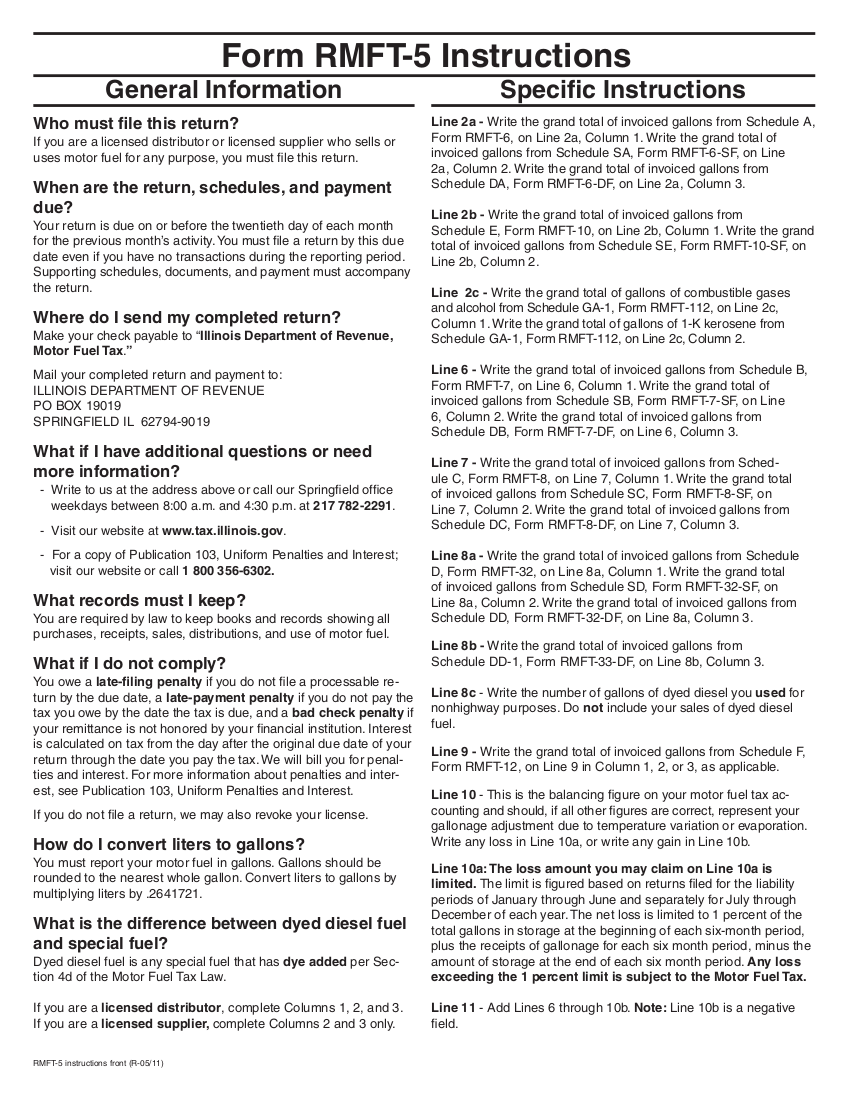 Form RMFT-5 Instructions
General Information
Who must file this return?
If you are a licensed distributor or licensed supplier who sells or
uses motor fuel for any purpose, you must file this return.
When are the return, schedules, and payment
due?
Your return is due on or before the twentieth day of each month
for the previous month's activity. You must file a return by this due
date even if you have no transactions during the reporting period.
Supporting schedules, documents, and payment must accompany
the return.
Where do I send my completed return?
Make your check payable to “Illinois Department of Revenue,
Motor Fuel Tax.”
Mail your completed return and payment to:
ILLINOIS DEPARTMENT OF REVENUE
PO BOX 19019
SPRINGFIELD IL 62794-9019
What if I have additional questions or need
more information?
- Write to us at the address above or call our Springfield office
weekdays between 8:00 a.m. and 4:30 p.m. at 217 782-2291.
- Visit our website at www.tax.illinois.gov.
- For a copy of Publication 103, Uniform Penalties and Interest;
visit our website or call 1 800 356-6302.
What records must I keep?
You are required by law to keep books and records showing all
purchases, receipts, sales, distributions, and use of motor fuel.
What if I do not comply?
You owe a late-filing penalty if you do not file a processable re-
turn by the due date, a late-payment penalty if you do not pay the
tax you owe by the date the tax is due, and a bad check penalty if
your remittance is not honored by your financial institution. Interest
is calculated on tax from the day after the original due date of your
return through the date you pay the tax. We will bill you for penal-
ties and interest. For more information about penalties and inter-
est, see Publication 103, Uniform Penalties and Interest.
If you do not file a return, we may also revoke your license.
How do I convert liters to gallons?
You must report your motor fuel in gallons. Gallons should be
rounded to the nearest whole gallon. Convert liters to gallons by
multiplying liters by .2641721.
What is the difference between dyed diesel fuel
and special fuel?
Dyed diesel fuel is any special fuel that has dye added per Sec-
tion 4d of the Motor Fuel Tax Law.
If you are a licensed distributor, complete Columns 1, 2, and 3.
If you are a licensed supplier, complete Columns 2 and 3 only.
Specific Instructions
Line 2a - Write the grand total of invoiced gallons from Schedule A,
Form RMFT-6, on Line 2a, Column 1. Write the grand total of
invoiced gallons from Schedule SA, Form RMFT-6-SF, on Line
2a, Column 2. Write the grand total of invoiced gallons from
Schedule DA, Form RMFT-6-DF, on Line 2a, Column 3.
Line 2b - Write the grand total of invoiced gallons from
Schedule E, Form RMFT-10, on Line 2b, Column 1. Write the grand
total of invoiced gallons from Schedule SE, Form RMFT-10-SF, on
Line 2b, Column 2.
Line 2c - Write the grand total of gallons of combustible gases
and alcohol from Schedule GA-1, Form RMFT-112, on Line 2c,
Column 1. Write the grand total of gallons of 1-K kerosene from
Schedule GA-1, Form RMFT-112, on Line 2c, Column 2.
Line 6 - Write the grand total of invoiced gallons from Schedule B,
Form RMFT-7, on Line 6, Column 1. Write the grand total of
invoiced gallons from Schedule SB, Form RMFT-7-SF, on Line
6, Column 2. Write the grand total of invoiced gallons from
Schedule DB, Form RMFT-7-DF, on Line 6, Column 3.
Line 7 - Write the grand total of invoiced gallons from Sched-
ule C, Form RMFT-8, on Line 7, Column 1. Write the grand total
of invoiced gallons from Schedule SC, Form RMFT-8-SF, on
Line 7, Column 2. Write the grand total of invoiced gallons from
Schedule DC, Form RMFT-8-DF, on Line 7, Column 3.
Line 8a - Write the grand total of invoiced gallons from Schedule
D, Form RMFT-32, on Line 8a, Column 1. Write the grand total
of invoiced gallons from Schedule SD, Form RMFT-32-SF, on
Line 8a, Column 2. Write the grand total of invoiced gallons from
Schedule DD, Form RMFT-32-DF, on Line 8a, Column 3.
Line 8b - Write the grand total of invoiced gallons from
Schedule DD-1, Form RMFT-33-DF, on Line 8b, Column 3.
Line 8c - Write the number of gallons of dyed diesel you used for
nonhighway purposes. Do not include your sales of dyed diesel
fuel.
Line 9 - Write the grand total of invoiced gallons from Schedule F,
Form RMFT-12, on Line 9 in Column 1, 2, or 3, as applicable.
Line 10 - This is the balancing figure on your motor fuel tax ac-
counting and should, if all other figures are correct, represent your
gallonage adjustment due to temperature variation or evaporation.
Write any loss in Line 10a, or write any gain in Line 10b.
Line 10a: The loss amount you may claim on Line 10a is
limited. The limit is figured based on returns filed for the liability
periods of January through June and separately for July through
December of each year. The net loss is limited to 1 percent of the
total gallons in storage at the beginning of each six-month period,
plus the receipts of gallonage for each six month period, minus the
amount of storage at the end of each six month period. Any loss
exceeding the 1 percent limit is subject to the Motor Fuel Tax.
Line 11 - Add Lines 6 through 10b. Note: Line 10b is a negative
field.
RMFT-5 instructions front (R-05/11)